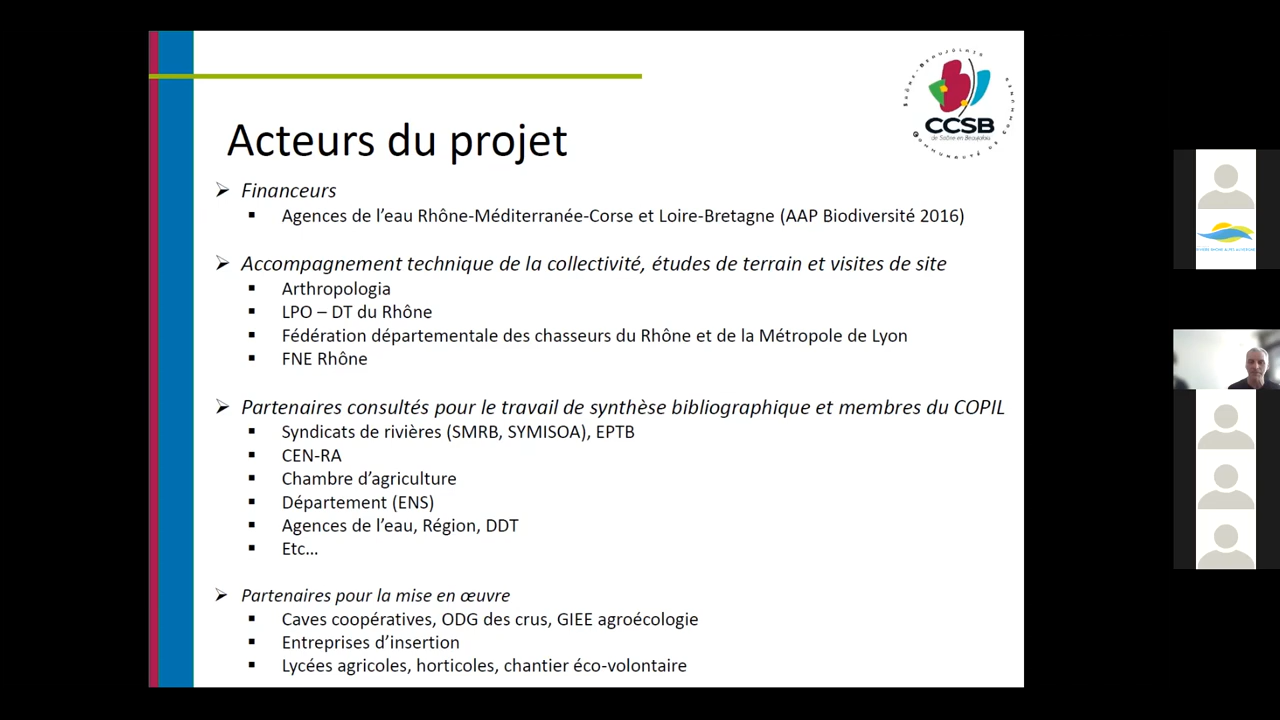 Acteurs du projet
CCSB
➢ Financeurs
▪ Agences de l’eau Rhône-Méditerranée-Corse et Loire-Bretagne (AAP Biodiversité 2016)
➢ Accompagnement technique de la collectivité, études de terrain et visites de site
▪ Arthropologia
▪ LPO – DT du Rhône
▪ Fédération départementale des chasseurs du Rhône et de la Métropole de Lyon
▪ FNE Rhône
➢ Partenaires consultés pour le travail de synthèse bibliographique et membres du COPIL
▪ Syndicats de rivières (SMRB, SYMISOA), EPTB
▪ CEN-RA
▪ Chambre d’agriculture
▪ Département (ENS)
▪ Agences de l’eau, Région, DDT
▪ Etc…
➢ Partenaires pour la mise en œuvre
▪ Caves coopératives, ODG des crus, GIEE agroécologie
▪ Entreprises d’insertion
▪ Lycées agricoles, horticoles, chantier éco-volontaire